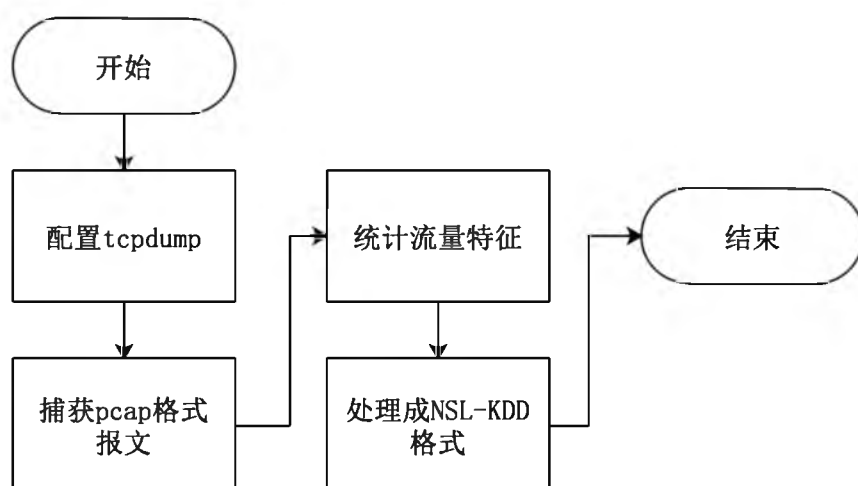 开始
配置tcpdump
捕获pcap格式
报文
统计流量特征
处理成NSL-KDD
格式
结束